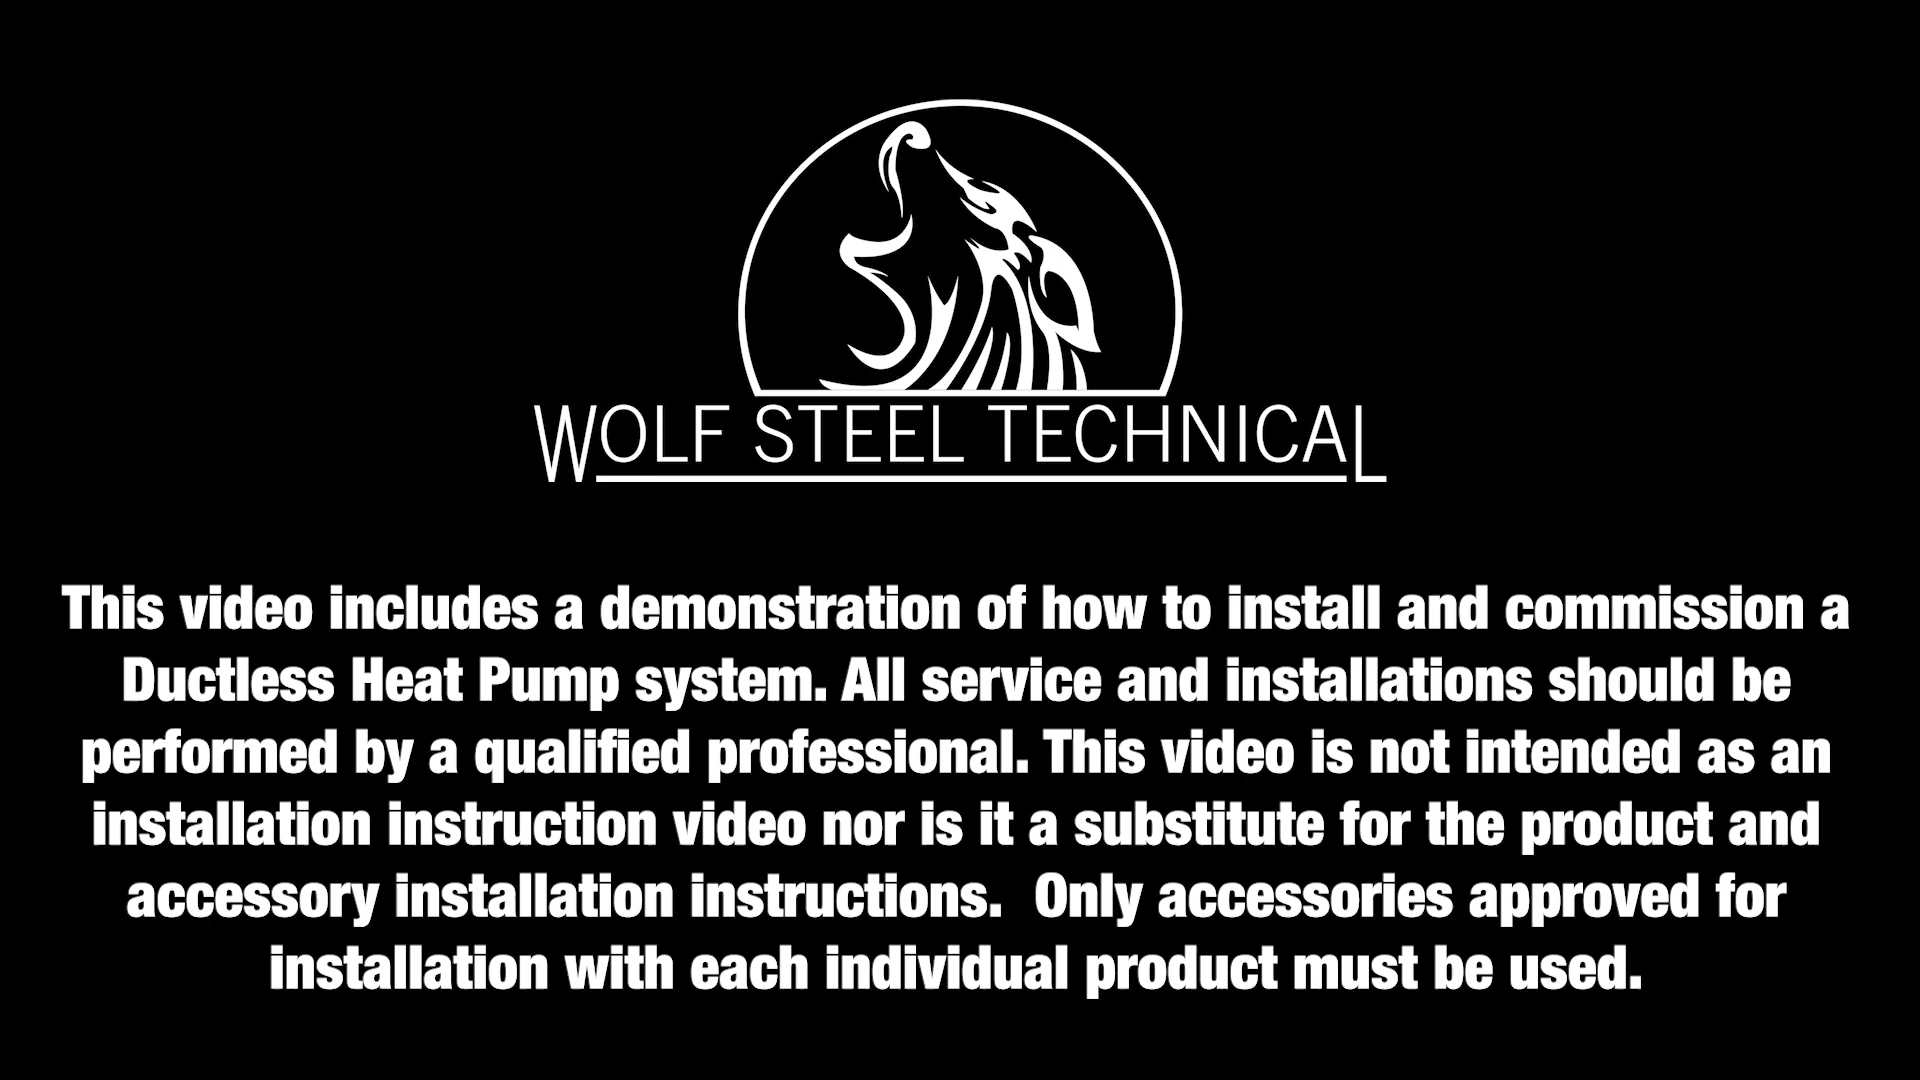 WOLF STEEL TECHNICAL
This video includes a demonstration of how to install and commission a
Ductless Heat Pump system. All service and installations should be
performed by a qualified professional. This video is not intended as an
installation instruction video nor is it a substitute for the product and
accessory installation instructions.  Only accessories approved for
installation with each individual product must be used.